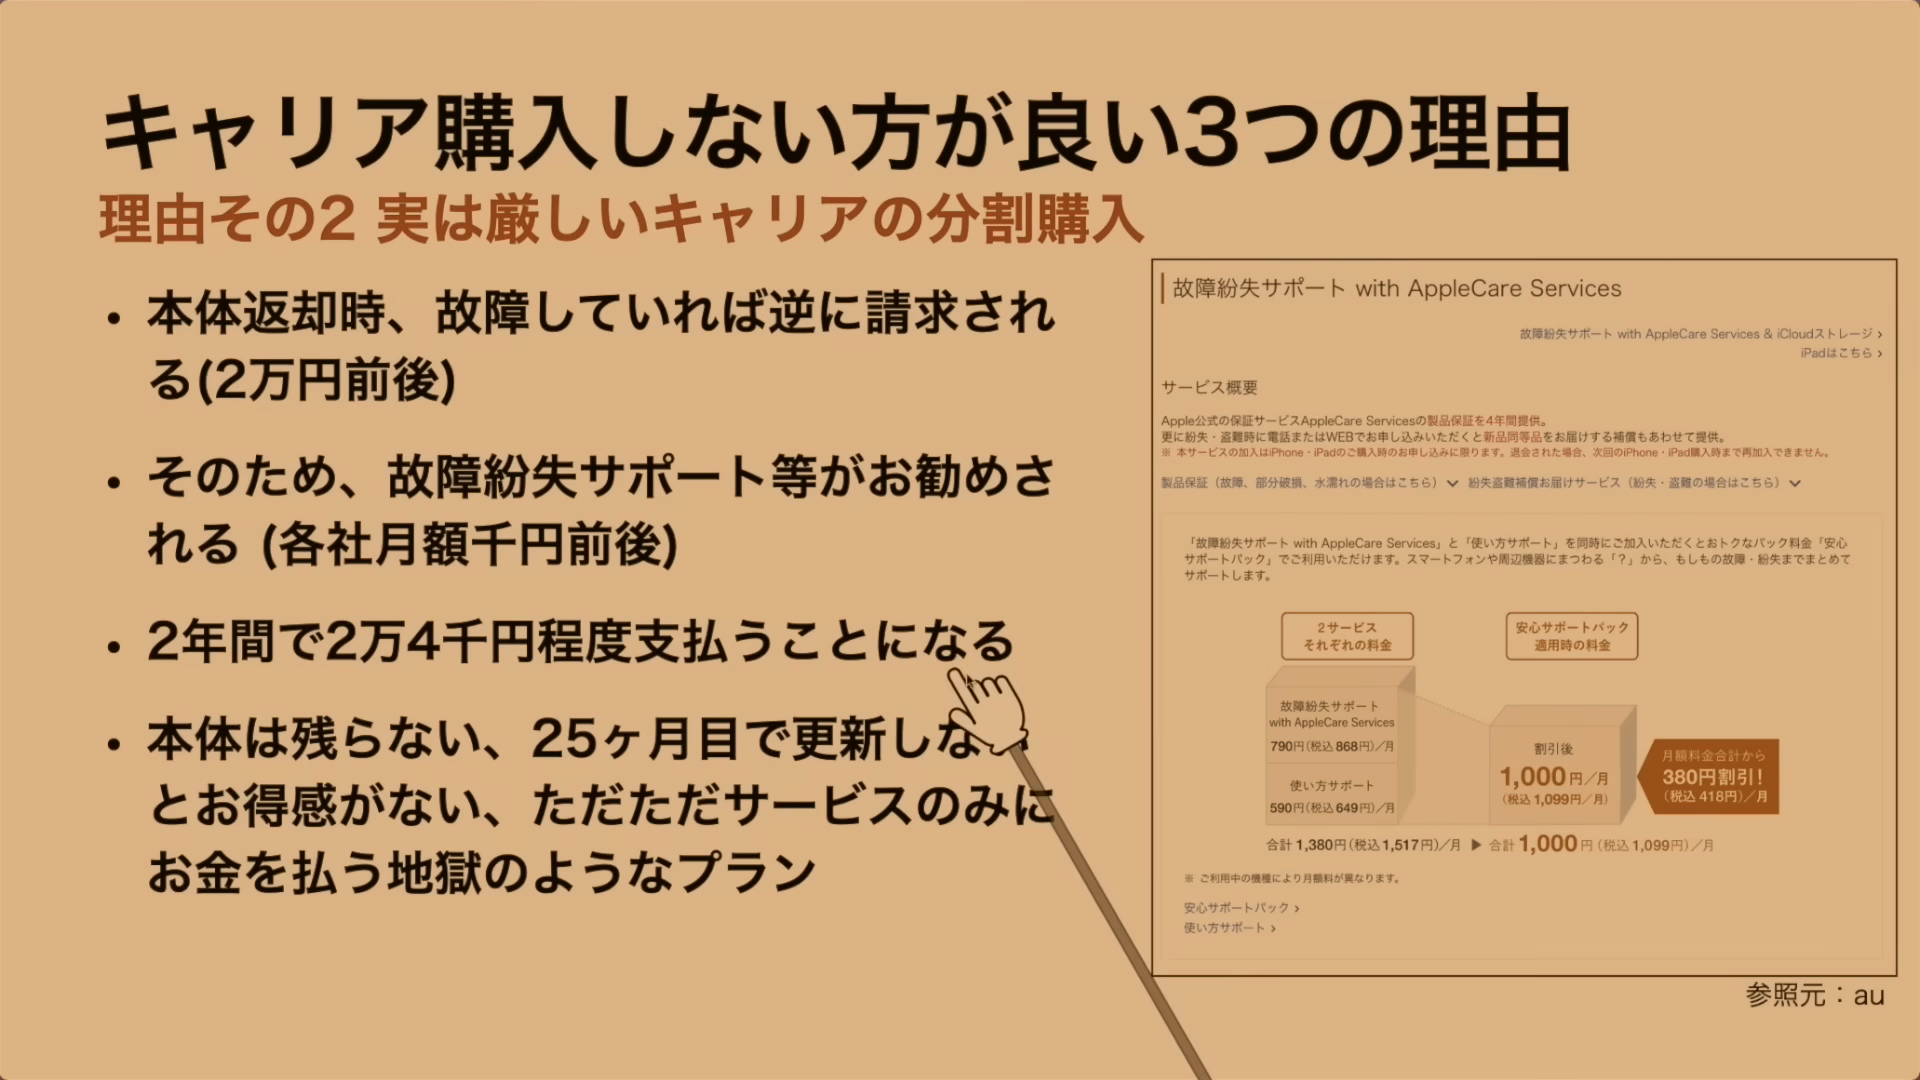 キャリア購入しない方が良い3つの理由
理由その2 実は厳しいキャリアの分割購入
• 本体返却時、故障していれば逆に請求され
る(2万円前後)
• そのため、故障紛失サポート等がお勧めさ
れる (各社月額千円前後)
• 2年間で2万4千円程度支払うことになる
• 本体は残らない、25ヶ月目で更新しない
とお得感がない、ただただサービスのみに
お金を払う地獄のようなプラン
故障紛失サポート with AppleCare Services
故障紛失サポート with AppleCare Services & iCloudストレージ ›
iPadはこちら ›
サービス概要
Apple公式の保証サービスAppleCare Servicesの製品保証を4年間提供。
更に紛失・盗難時に電話またはWEBでお申し込みいただくと新品同等品をお届けする補償もあわせて提供。
※ 本サービスの加入はiPhone・iPadのご購入時のお申し込みに限ります。退会された場合、次回のiPhone・iPad購入時まで再加入できません。
製品保証（故障、部分破損、水濡れの場合はこちら） 紛失盗難補償お届けサービス（紛失・盗難の場合はこちら）
「故障紛失サポート with AppleCare Services」と「使い方サポート」を同時にご加入いただくとおトクなパック料金「安心
サポートパック」でご利用いただけます。スマートフォンや周辺機器にまつわる「？」から、もしもの故障・紛失までまとめて
サポートします。
2サービス
それぞれの料金
安心サポートパック
適用時の料金
故障紛失サポート
with AppleCare Services
790円(税込868円)／月
使い方サポート
590円(税込649円)／月
割引後
1,000円／月
(税込1,099円／月)
月額料金合計から
380円割引！
(税込418円)／月
合計1,380円(税込1,517円)／月 ▶ 合計1,000円(税込1,099円)／月
※ ご利用中の機種により月額料が異なります。
安心サポートパック ›
使い方サポート ›
参照元：au